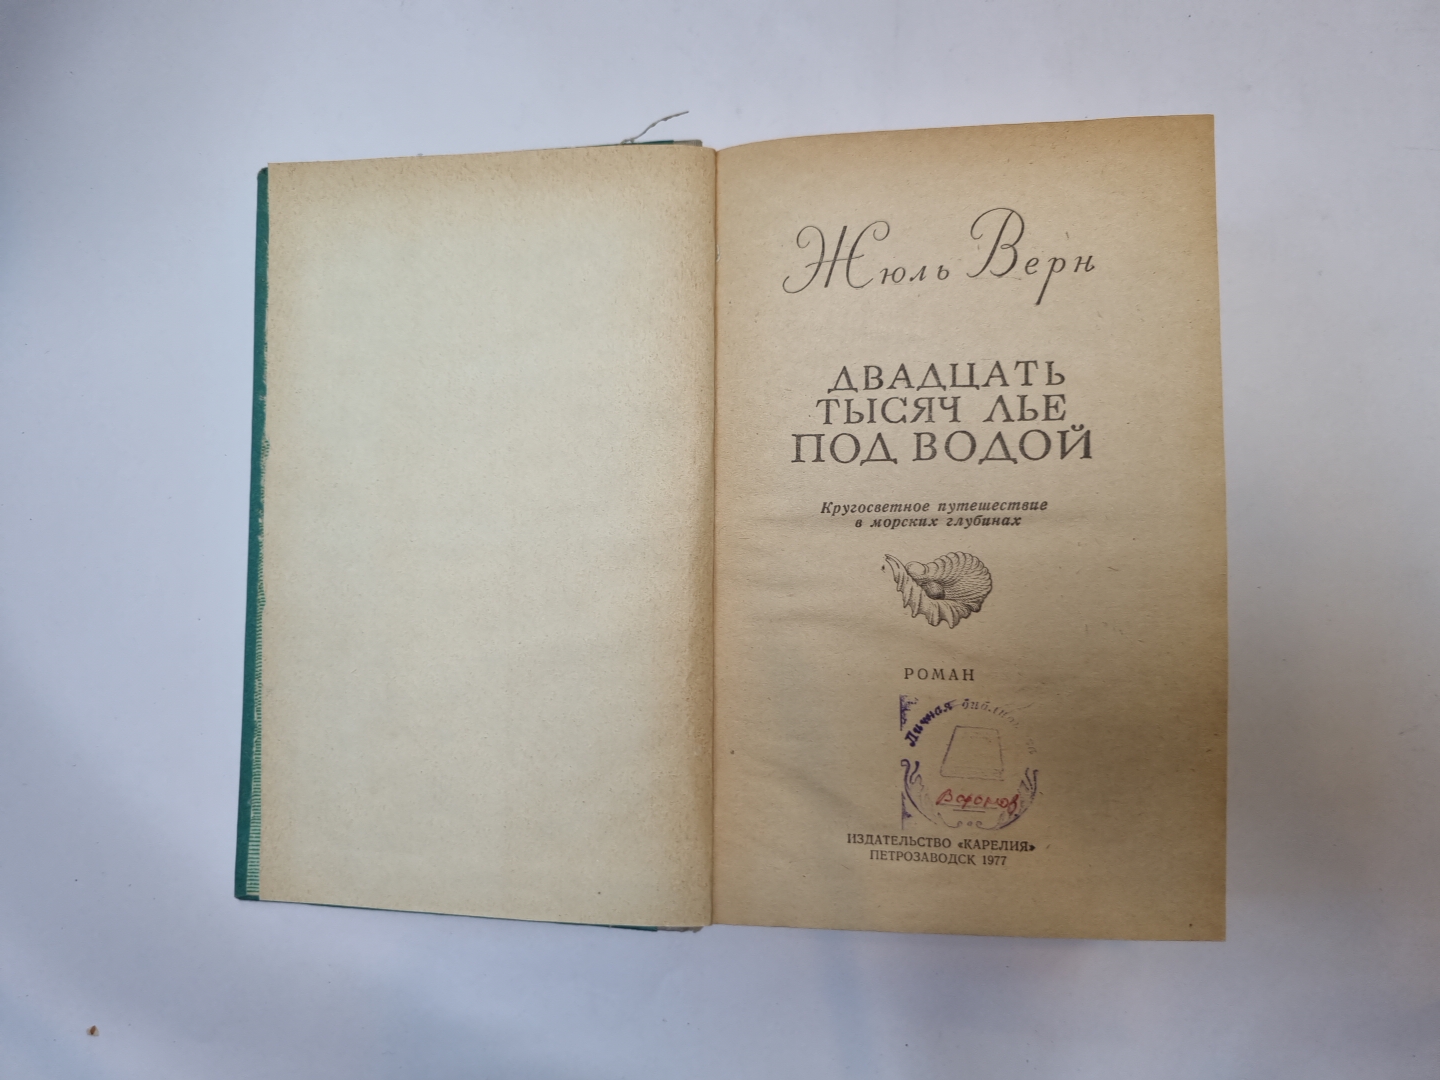 Жюль Верн
ДВАДЦАТЬ
ТЫСЯЧ ЛЬЕ
ПОД ВОДОЙ
Кругосветное путешествие
в морских глубинах
РОМАН
Личная
ИЗДАТЕЛЬСТВО «КАРЕЛИЯ»
ПЕТРОЗАВОДСК 1977